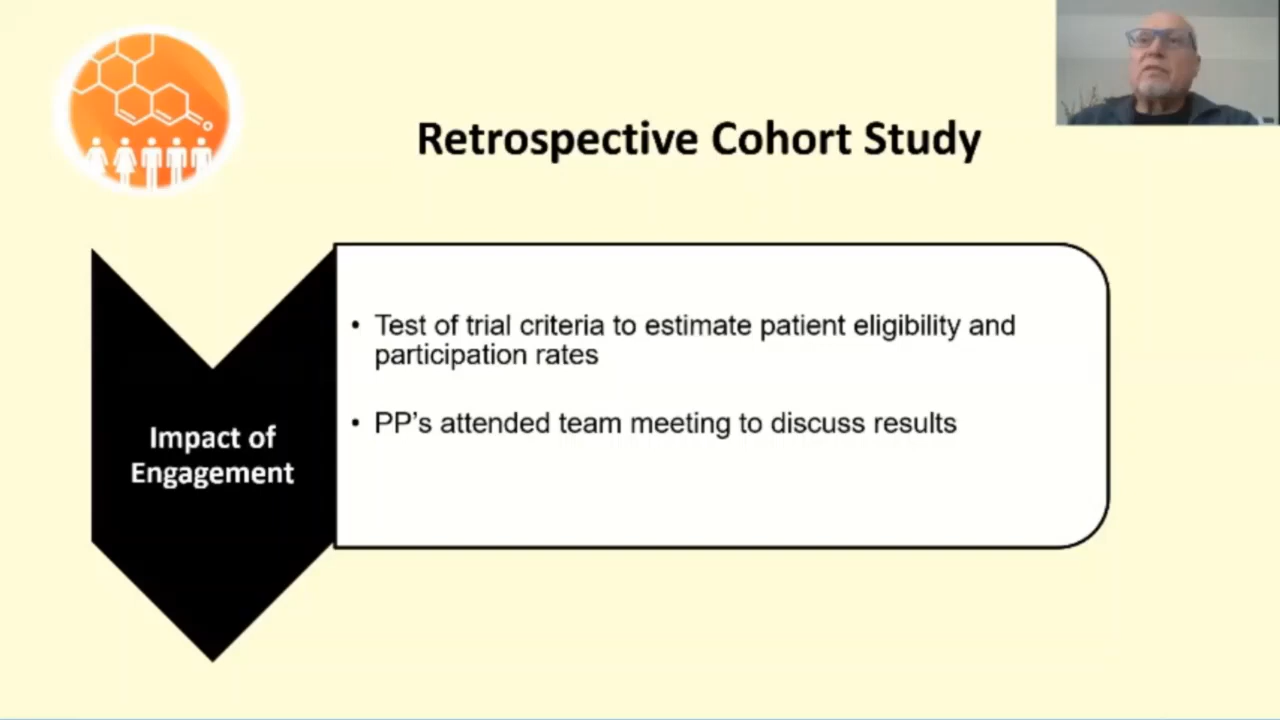 Retrospective Cohort Study
Impact of
Engagement
• Test of trial criteria to estimate patient eligibility and
participation rates
• PP’s attended team meeting to discuss results